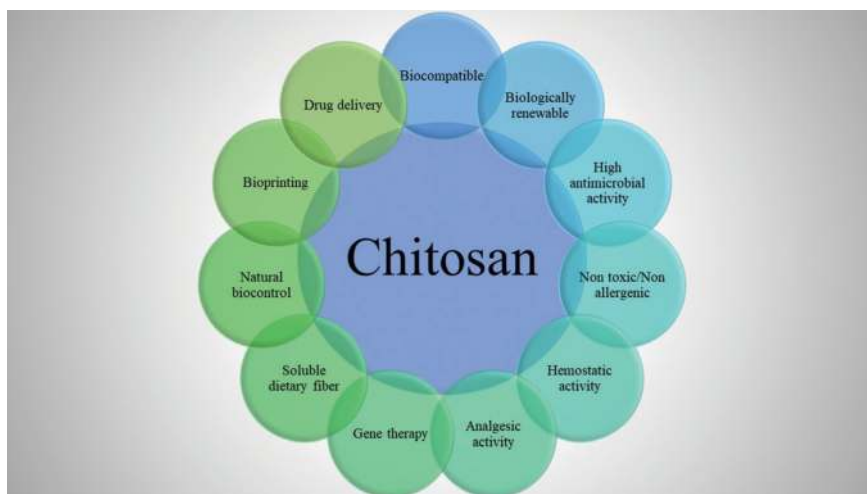 Chitosan
Biocompatible
Biologically
renewable
High
antimicrobial
activity
Non toxic/Non
allergenic
Hemostatic
activity
Analgesic
activity
Gene therapy
Soluble
dietary fiber
Natural
biocontrol
Bioprinting
Drug delivery